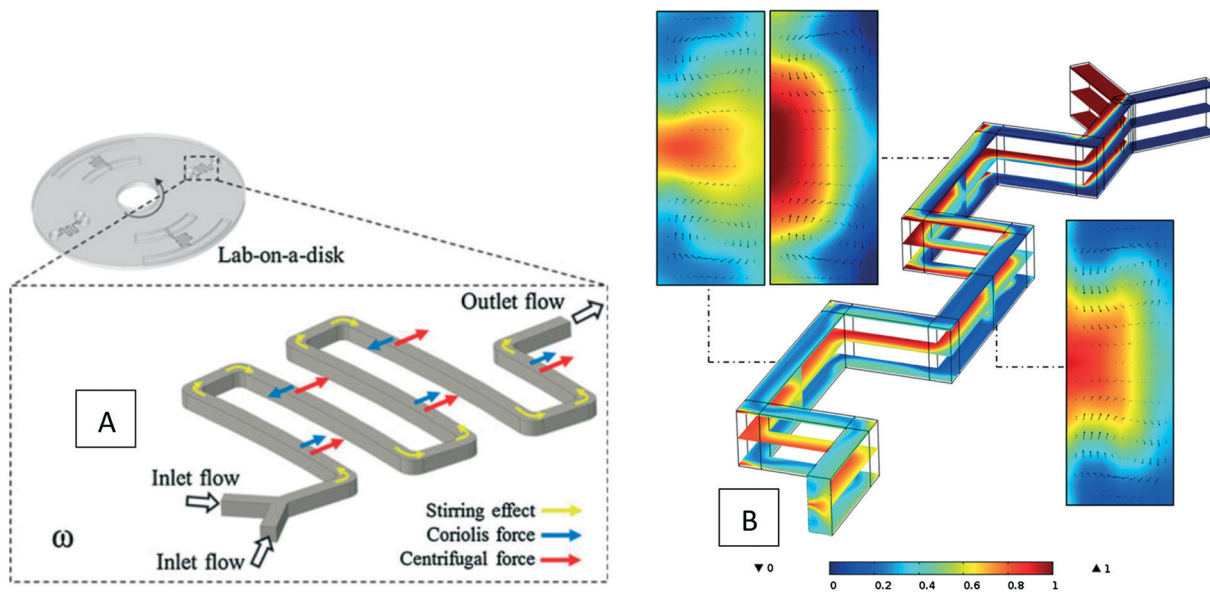 Lab-on-a-disk
Outlet flow
A
Inlet flow
Inlet flow
ω
Stirring effect
Coriolis force
Centrifugal force
B
▼ 0
0 0.2 0.4 0.6 0.8 1
▲ 1